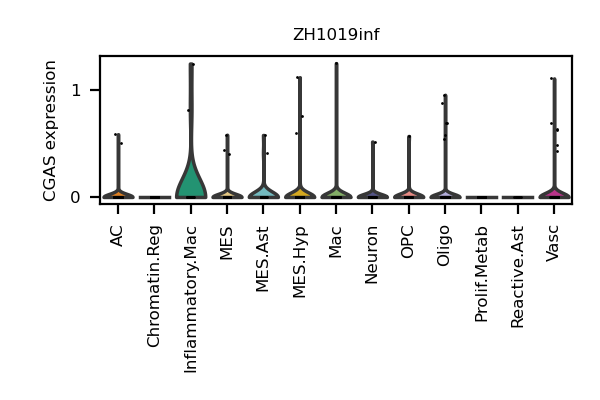 ZH1019inf
CGAS expression
1
0
AC
Chromatin.Reg
Inflammatory.Mac
MES
MES.Ast
MES.Hyp
Mac
Neuron
OPC
Oligo
Prolif.Metab
Reactive.Ast
Vasc